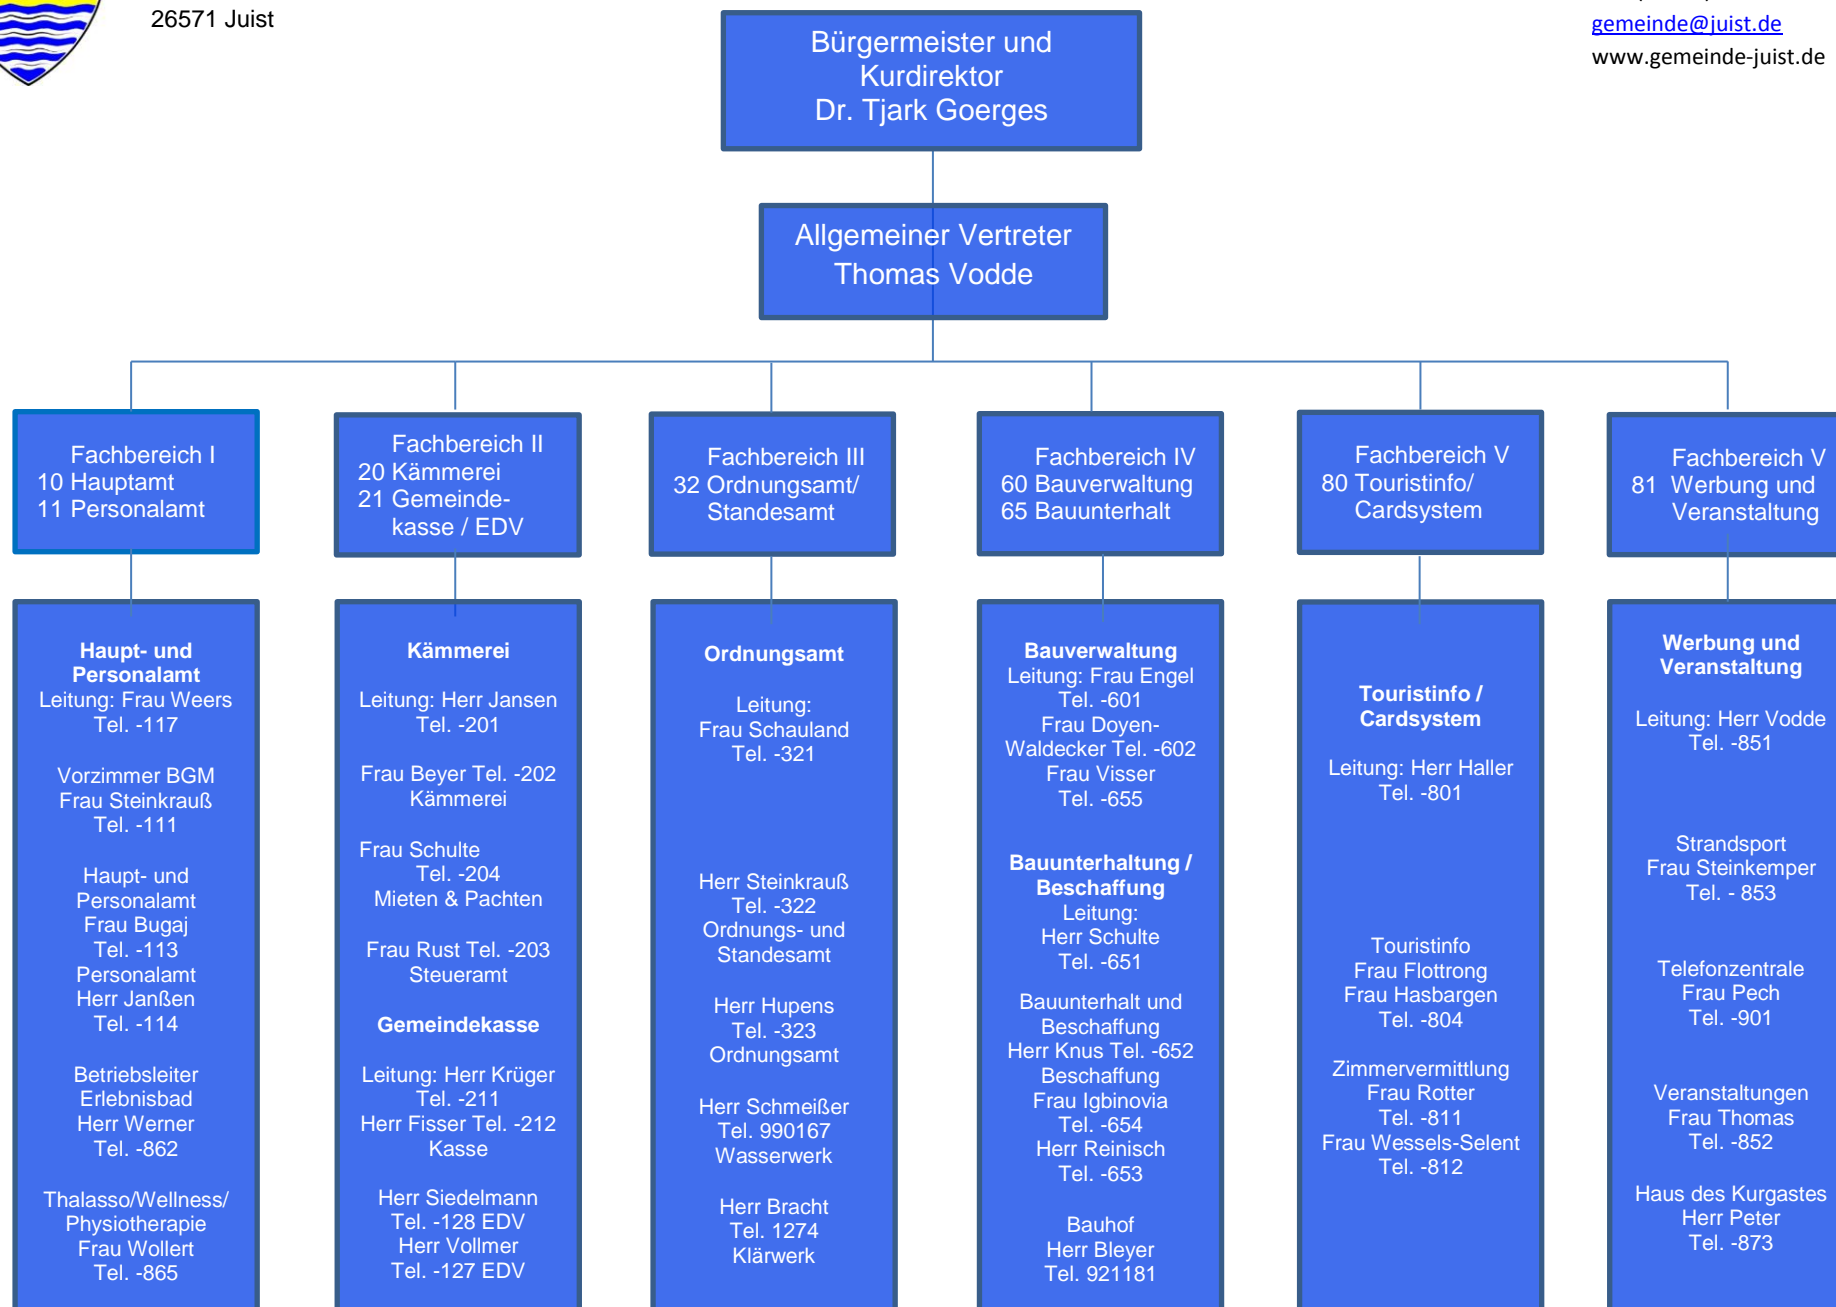 26571 Juist
gemeinde@juist.de
www.gemeinde-juist.de
Bürgermeister und
Kurdirektor
Dr. Tjark Goerges
Allgemeiner Vertreter
Thomas Vodde
Fachbereich I
10 Hauptamt
11 Personalamt
Fachbereich II
20 Kämmerei
21 Gemeinde-
kasse / EDV
Fachbereich III
32 Ordnungsamt/
Standesamt
Fachbereich IV
60 Bauverwaltung
65 Bauunterhalt
Fachbereich V
80 Touristinfo/
Cardsystem
Fachbereich V
81 Werbung und
Veranstaltung
Haupt- und
Personalamt
Leitung: Frau Weers
Tel. -117
Vorzimmer BGM
Frau Steinkrauß
Tel. -111
Haupt- und
Personalamt
Frau Bugaj
Tel. -113
Personalamt
Herr Janßen
Tel. -114
Betriebsleiter
Erlebnisbad
Herr Werner
Tel. -862
Thalasso/Wellness/
Physiotherapie
Frau Wollert
Tel. -865
Kämmerei
Leitung: Herr Jansen
Tel. -201
Frau Beyer Tel. -202
Kämmerei
Frau Schulte
Tel. -204
Mieten & Pachten
Frau Rust Tel. -203
Steueramt
Gemeindekasse
Leitung: Herr Krüger
Tel. -211
Herr Fisser Tel. -212
Kasse
Herr Siedelmann
Tel. -128 EDV
Herr Vollmer
Tel. -127 EDV
Ordnungsamt
Leitung:
Frau Schauland
Tel. -321
Herr Steinkrauß
Tel. -322
Ordnungs- und
Standesamt
Herr Hupens
Tel. -323
Ordnungsamt
Herr Schmeißer
Tel. 990167
Wasserwerk
Herr Bracht
Tel. 1274
Klärwerk
Bauverwaltung
Leitung: Frau Engel
Tel. -601
Frau Doyen-
Waldecker Tel. -602
Frau Visser
Tel. -655
Bauunterhaltung /
Beschaffung
Leitung:
Herr Schulte
Tel. -651
Bauunterhalt und
Beschaffung
Herr Knus Tel. -652
Beschaffung
Frau Igbinovia
Tel. -654
Herr Reinisch
Tel. -653
Bauhof
Herr Bleyer
Tel. 921181
Touristinfo /
Cardsystem
Leitung: Herr Haller
Tel. -801
Touristinfo
Frau Flottrong
Frau Hasbargen
Tel. -804
Zimmervermittlung
Frau Rotter
Tel. -811
Frau Wessels-Selent
Tel. -812
Werbung und
Veranstaltung
Leitung: Herr Vodde
Tel. -851
Strandsport
Frau Steinkemper
Tel. - 853
Telefonzentrale
Frau Pech
Tel. -901
Veranstaltungen
Frau Thomas
Tel. -852
Haus des Kurgastes
Herr Peter
Tel. -873